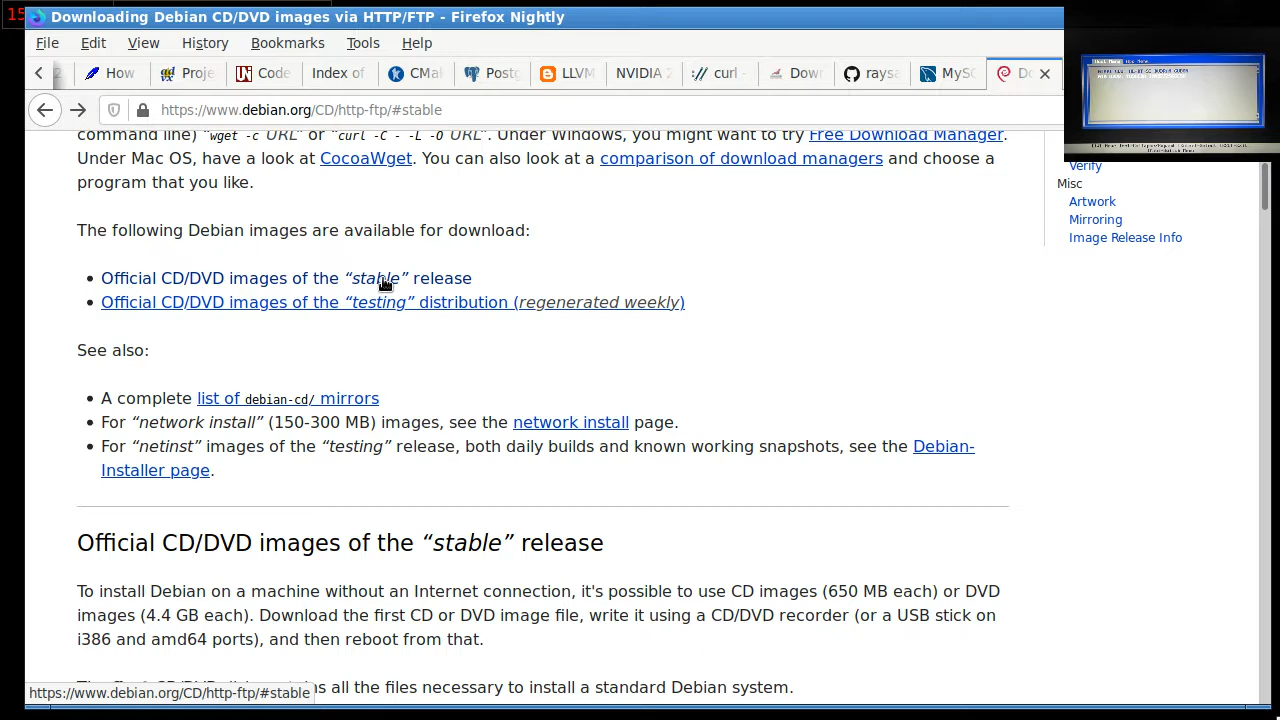 15
Downloading Debian CD/DVD images via HTTP/FTP - Firefox Nightly
File Edit View History Bookmarks Tools Help
How Proje Code Index of CMa Postg LLVM NVIDIA curl - Dow raysa MySC
https://www.debian.org/CD/http-ftp/#stable
command line) "wget -c URL" or "curl -C - -L -O URL". Under Windows, you might want to try Free Download Manager.
Under Mac OS, have a look at CocoaWget. You can also look at a comparison of download managers and choose a
program that you like.
The following Debian images are available for download:
• Official CD/DVD images of the “stable” release
• Official CD/DVD images of the “testing” distribution (regenerated weekly)
See also:
• A complete list of debian-cd/ mirrors
• For “network install” (150-300 MB) images, see the network install page.
• For “netinst” images of the “testing” release, both daily builds and known working snapshots, see the Debian-
Installer page.
Official CD/DVD images of the “stable” release
To install Debian on a machine without an Internet connection, it's possible to use CD images (650 MB each) or DVD
images (4.4 GB each). Download the first CD or DVD image file, write it using a CD/DVD recorder (or a USB stick on
i386 and amd64 ports), and then reboot from that.
all the files necessary to install a standard Debian system.
https://www.debian.org/CD/http-ftp/#stable
Verify
Misc
Artwork
Mirroring
Image Release Info